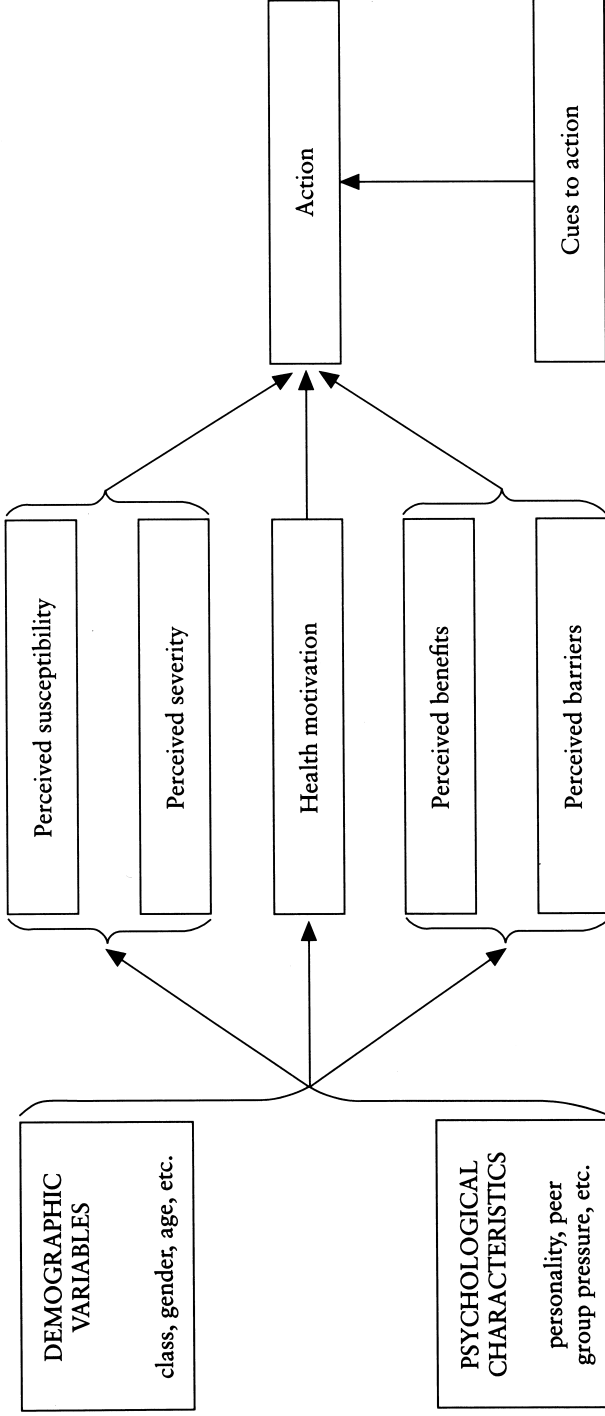 DEMOGRAPHIC
VARIABLES
class, gender, age, etc.
PSYCHOLOGICAL
CHARACTERISTICS
personality, peer
group pressure, etc.
Perceived susceptibility
Perceived severity
Health motivation
Perceived benefits
Perceived barriers
Action
Cues to action